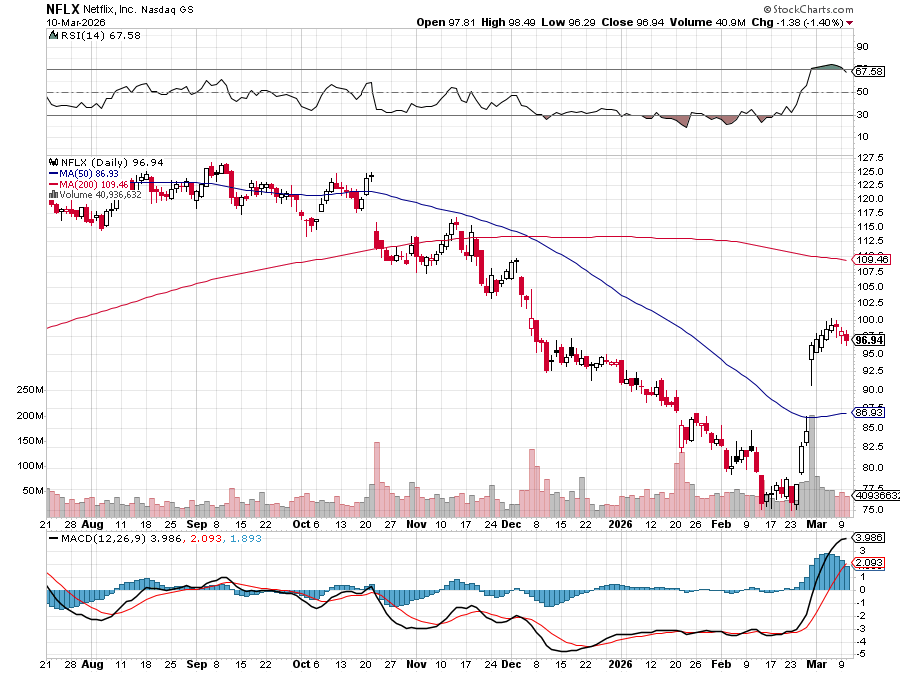 NFLX Netflix, Inc. Nasdaq GS
© StockCharts.com
10-Mar-2026
Open 97.81 High 98.49 Low 96.29 Close 96.94 Volume 40.9M Chg -1.38 (-1.40%)
RSI(14) 67.58
90
67.58
50
30
10
NFLX (Daily) 96.94
MA(50) 86.93
MA(200) 109.46
Volume 40,936,632
127.5
125.0
122.5
120.0
117.5
115.0
112.5
109.46
107.5
105.0
102.5
100.0
96.94
95.0
92.5
90.0
86.93
85.0
82.5
80.0
77.5
75.0
250M
200M
150M
100M
50M
4093663
21 28 Aug 11 18 25 Sep 8 15 22 Oct 6 13 20 27 Nov 10 17 24 Dec 8 15 22 2026 12 20 26 Feb 9 17 23 Mar 9
MACD(12,26,9) 3.986, 2.093, 1.893
3.986
3
2.093
1
0
-1
-2
-3
-4
-5
21 28 Aug 11 18 25 Sep 8 15 22 Oct 6 13 20 27 Nov 10 17 24 Dec 8 15 22 2026 12 20 26 Feb 9 17 23 Mar 9